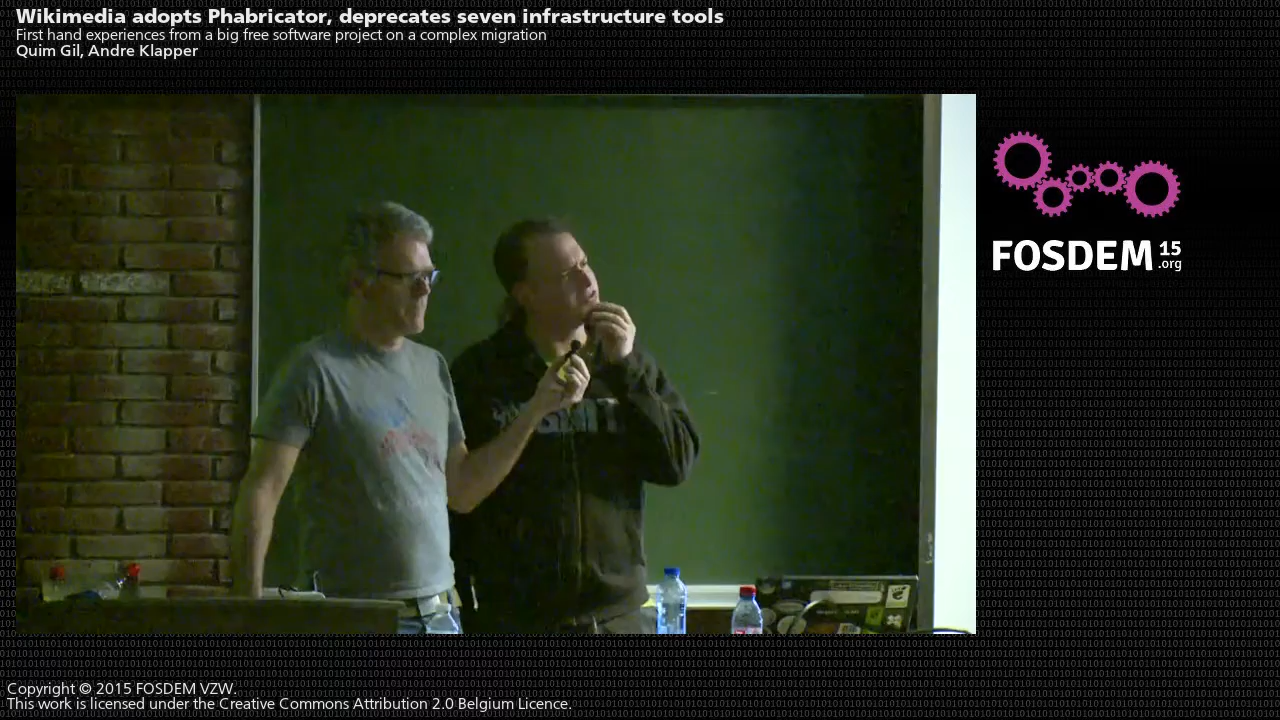 Wikimedia adopts Phabricator, deprecates seven infrastructure tools
First hand experiences from a big free software project on a complex migration
Quim Gil, Andre Klapper
FOSDEM 15
.org
Copyright © 2015 FOSDEM VZW.
This work is licensed under the Creative Commons Attribution 2.0 Belgium Licence.